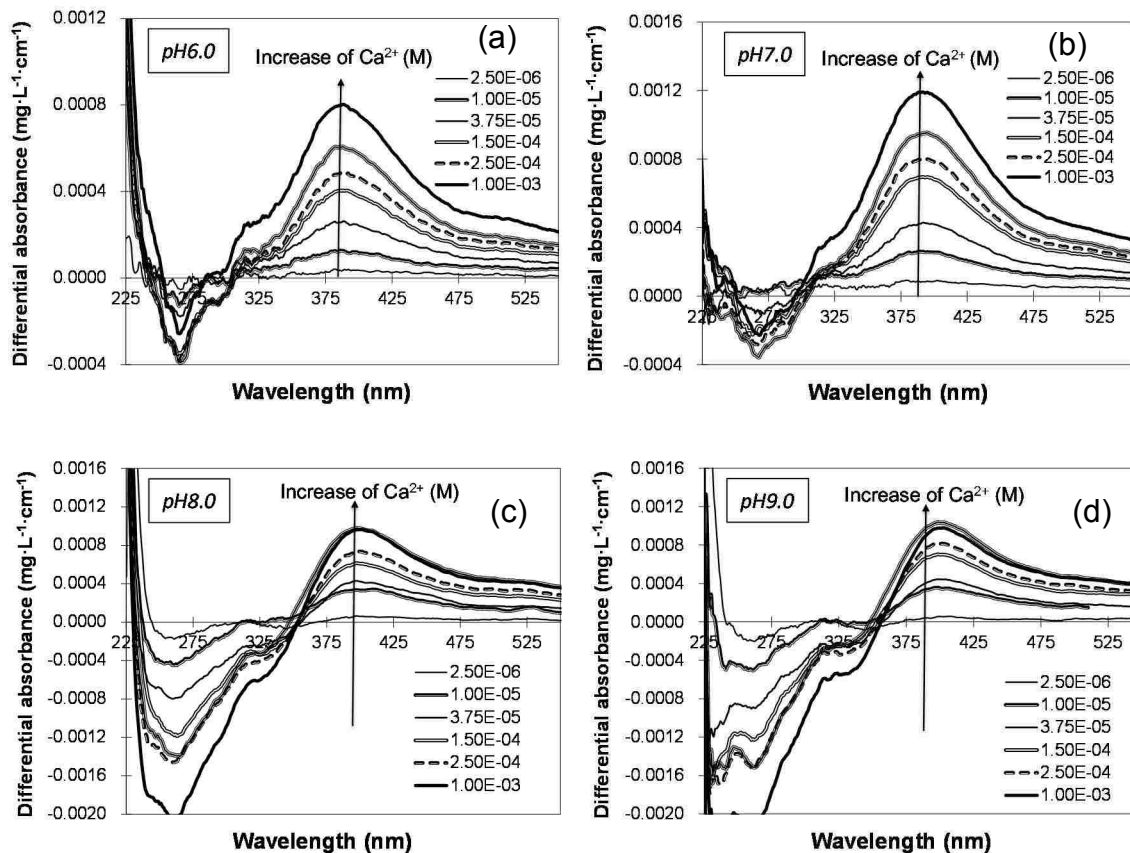 0.0012
0.0008
0.0004
0.0000
-0.0004
pH6.0
(a)
Increase of Ca²⁺ (M)
2.50E-06
1.00E-05
3.75E-05
1.50E-04
2.50E-04
1.00E-03
225 275 325 375 425 475 525
Differential absorbance (mg·L⁻¹·cm⁻¹)
Wavelength (nm)
0.0016
0.0012
0.0008
0.0004
0.0000
-0.0004
pH7.0
(b)
Increase of Ca²⁺ (M)
2.50E-06
1.00E-05
3.75E-05
1.50E-04
2.50E-04
1.00E-03
225 275 325 375 425 475 525
Differential absorbance (mg·L⁻¹·cm⁻¹)
Wavelength (nm)
0.0016
0.0012
0.0008
0.0004
0.0000
-0.0004
-0.0008
-0.0012
-0.0016
-0.0020
pH8.0
(c)
Increase of Ca²⁺ (M)
225 275 325 375 425 475 525
2.50E-06
1.00E-05
3.75E-05
1.50E-04
2.50E-04
1.00E-03
Differential absorbance (mg·L⁻¹·cm⁻¹)
Wavelength (nm)
0.0016
0.0012
0.0008
0.0004
0.0000
-0.0004
-0.0008
-0.0012
-0.0016
-0.0020
pH9.0
(d)
Increase of Ca²⁺ (M)
225 275 325 375 425 475 525
2.50E-06
1.00E-05
3.75E-05
1.50E-04
2.50E-04
1.00E-03
Differential absorbance (mg·L⁻¹·cm⁻¹)
Wavelength (nm)